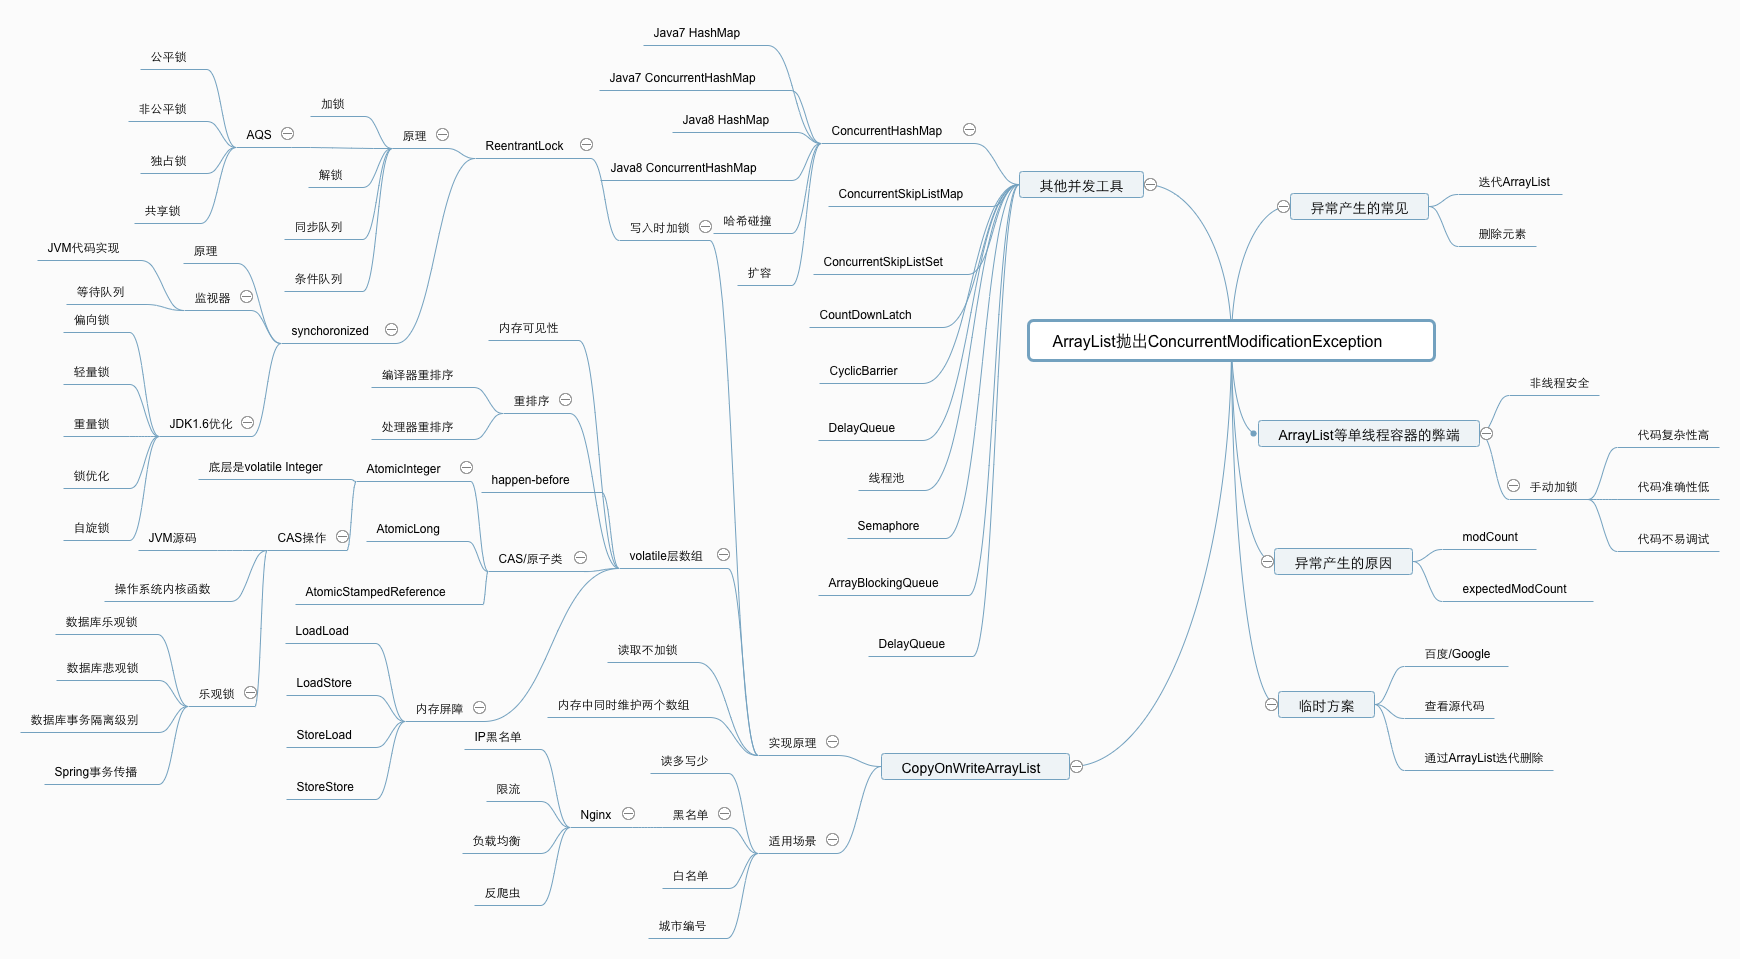 ArrayList抛出ConcurrentModificationException
异常产生的常见
迭代ArrayList
删除元素
ArrayList等单线程容器的弊端
非线程安全
手动加锁
代码复杂性高
代码准确性低
代码不易调试
异常产生的原因
modCount
expectedModCount
临时方案
百度/Google
查看源代码
通过ArrayList迭代删除
其他并发工具
ConcurrentHashMap
Java7 HashMap
Java7 ConcurrentHashMap
Java8 HashMap
Java8 ConcurrentHashMap
哈希碰撞
扩容
ConcurrentSkipListMap
ConcurrentSkipListSet
CountDownLatch
CyclicBarrier
DelayQueue
线程池
Semaphore
ArrayBlockingQueue
DelayQueue
CopyOnWriteArrayList
实现原理
写入时加锁
ReentrantLock
原理
加锁
AQS
公平锁
非公平锁
独占锁
共享锁
解锁
同步队列
条件队列
synchoronized
原理
监视器
JVM代码实现
等待队列
JDK1.6优化
偏向锁
轻量锁
重量锁
锁优化
自旋锁
volatile层数组
内存可见性
重排序
编译器重排序
处理器重排序
happen-before
CAS/原子类
AtomicInteger
底层是volatile Integer
CAS操作
JVM源码
操作系统内核函数
乐观锁
数据库乐观锁
数据库悲观锁
数据库事务隔离级别
Spring事务传播
AtomicLong
AtomicStampedReference
内存屏障
LoadLoad
LoadStore
StoreLoad
StoreStore
读取不加锁
内存中同时维护两个数组
适用场景
读多写少
黑名单
Nginx
IP黑名单
限流
负载均衡
反爬虫
白名单
城市编号